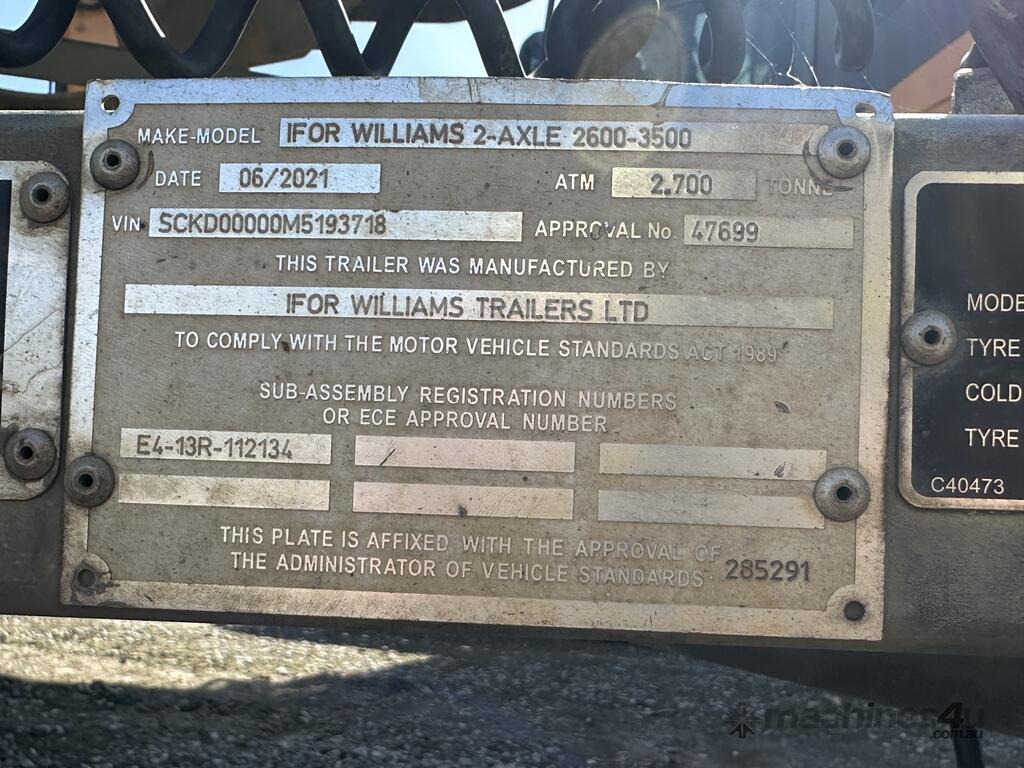 MAKE-MODEL IFOR WILLIAMS 2-AXLE 2600-3500
DATE 06/2021 ATM 2.700 TONNE
VIN SCKD00000M5193718 APPROVAL No. 47699
THIS TRAILER WAS MANUFACTURED BY
IFOR WILLIAMS TRAILERS LTD
TO COMPLY WITH THE MOTOR VEHICLE STANDARDS ACT 1989
SUB-ASSEMBLY REGISTRATION NUMBERS
OR ECE APPROVAL NUMBER
E4-13R-112134
THIS PLATE IS AFFIXED WITH THE APPROVAL OF
THE ADMINISTRATOR OF VEHICLE STANDARDS 285291
MODE
TYRE
COLD
TYRE
C40473
machines4u
.com.au